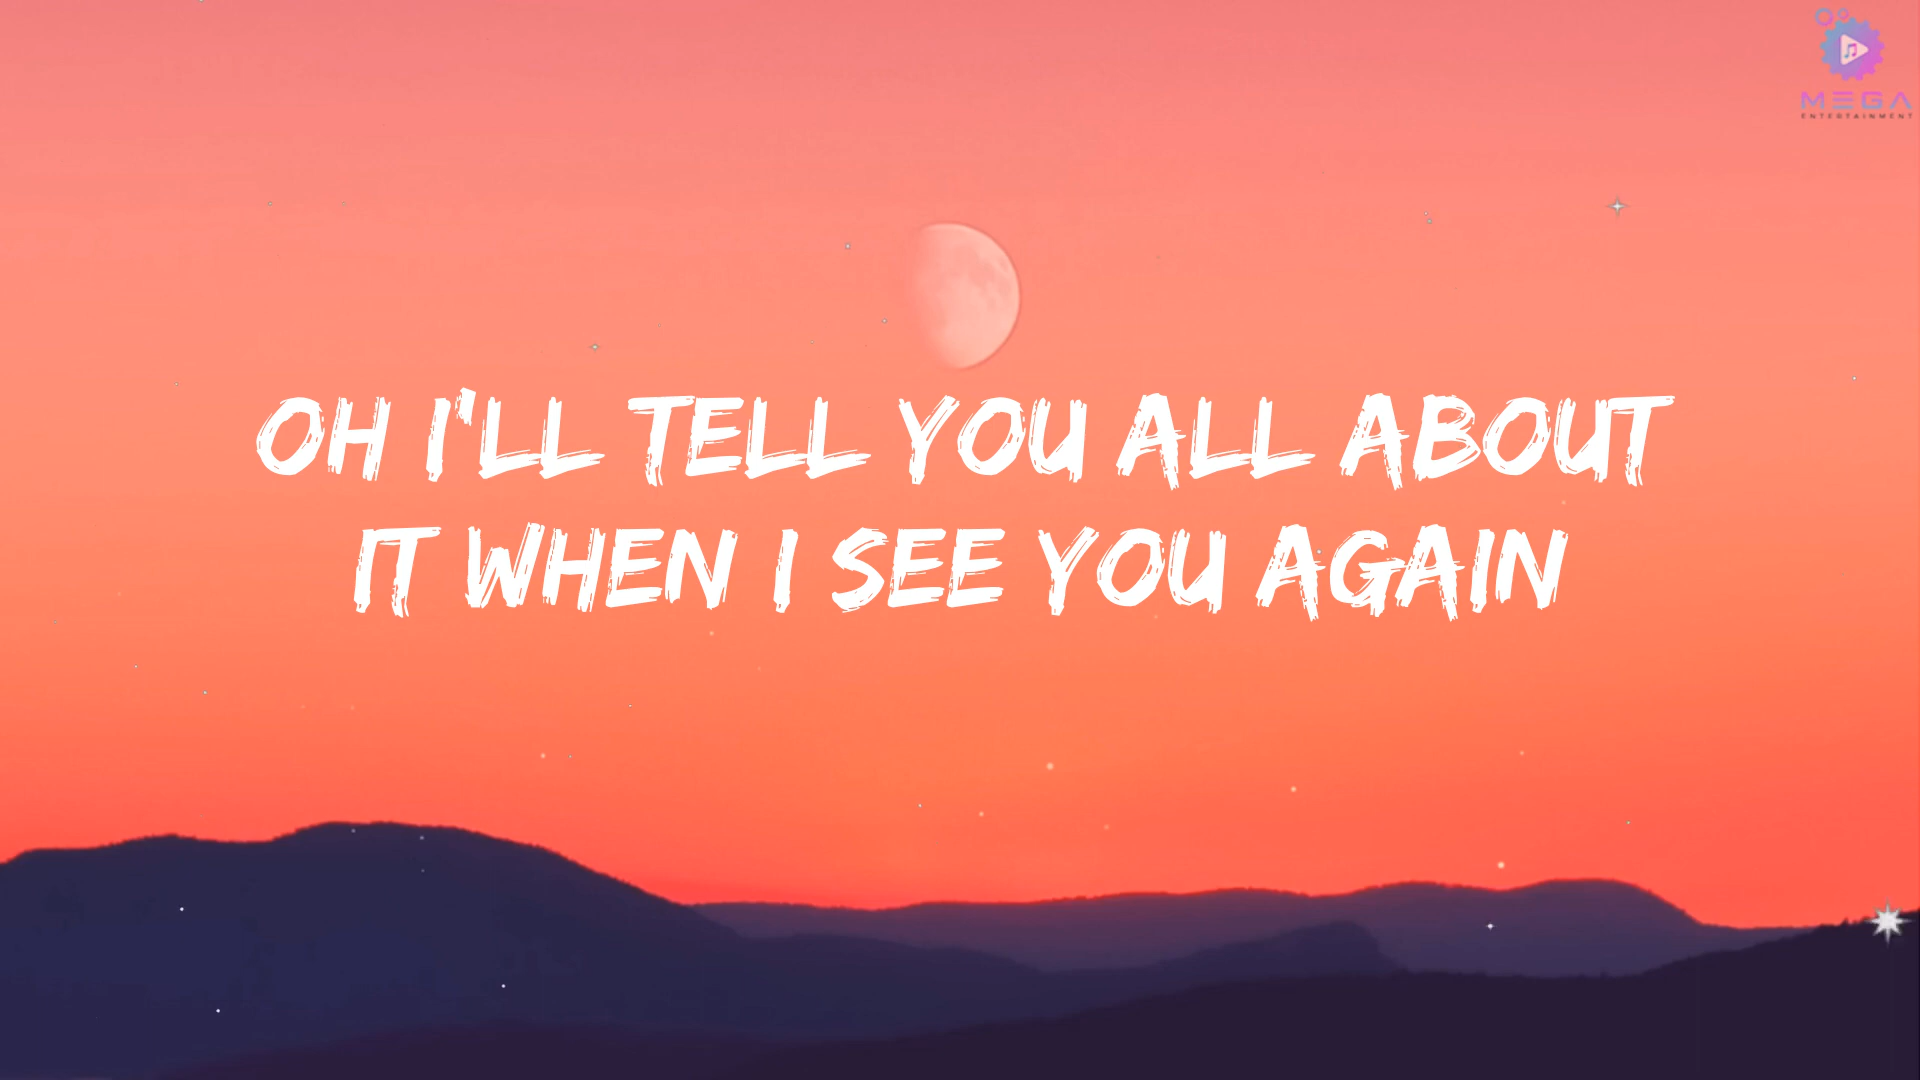 MEGA
ENTERTAINMENT
OH I'LL TELL YOU ALL ABOUT
IT WHEN I SEE YOU AGAIN